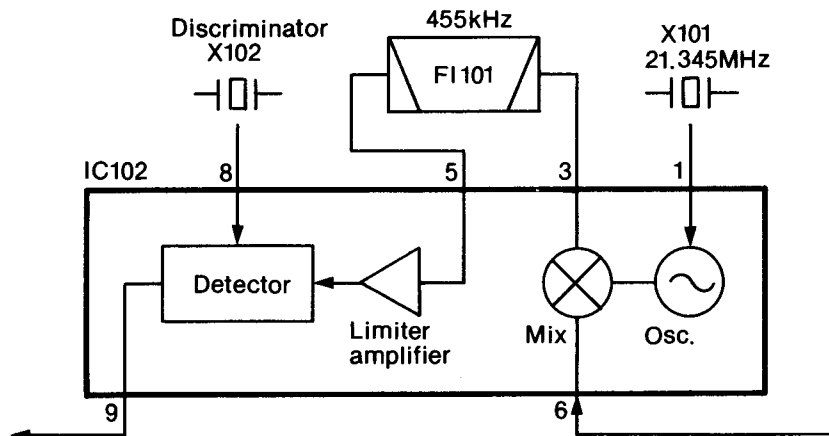 455kHz
Discriminator
X102
X101
21.345MHz
FI101
IC102
8
5
3
1
Detector
Limiter
amplifier
Mix
Osc.
9
6